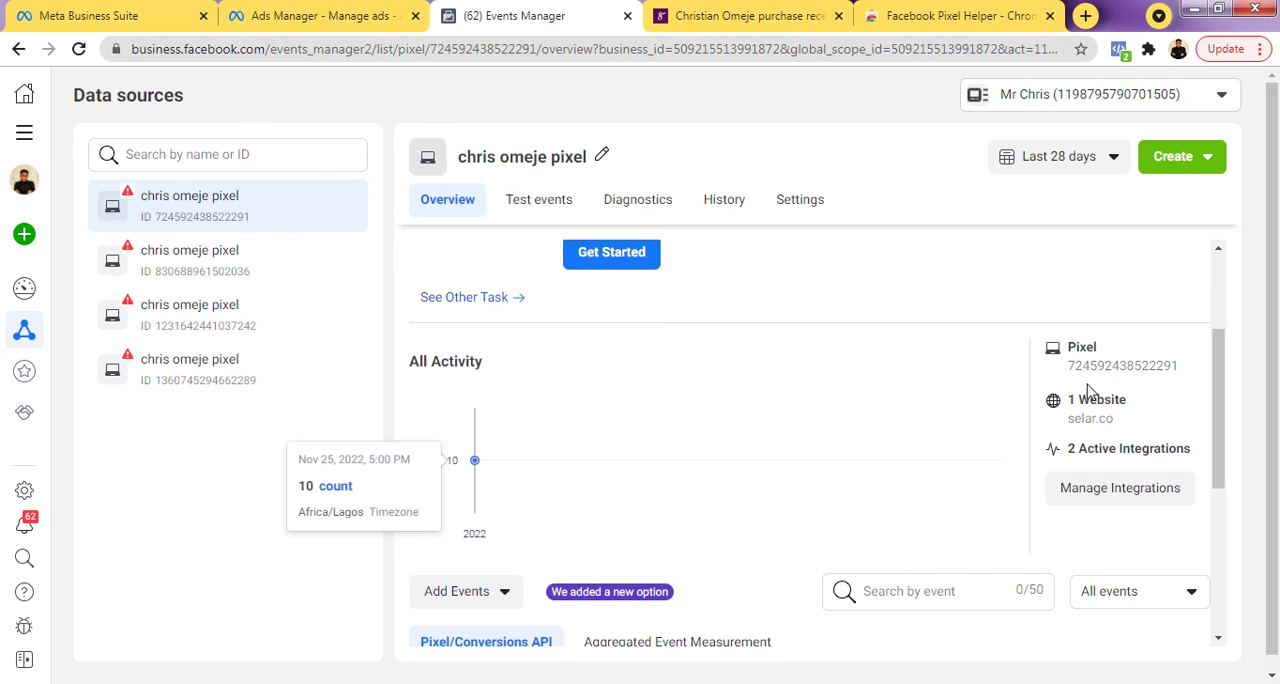 Meta Business Suite
Ads Manager - Manage ads - A
(62) Events Manager
Christian Omeje purchase rece
Facebook Pixel Helper - Chrom
business.facebook.com/events_manager2/list/pixel/724592438522291/overview?business_id=509215513991872&global_scope_id=509215513991872&act=11...
2
Update
Data sources
Mr Chris (1198795790701505)
Search by name or ID
chris omeje pixel
ID 724592438522291
chris omeje pixel
ID 830688961502036
chris omeje pixel
ID 1231642441037242
chris omeje pixel
ID 1360745294662289
62
chris omeje pixel
Last 28 days
Create
Overview
Test events
Diagnostics
History
Settings
Get Started
See Other Task →
All Activity
10
2022
Nov 25, 2022, 5:00 PM
10 count
Africa/Lagos Timezone
Pixel
724592438522291
1 Website
selar.co
2 Active Integrations
Manage Integrations
Add Events
We added a new option
Search by event
0/50
All events
Pixel/Conversions API
Aggregated Event Measurement